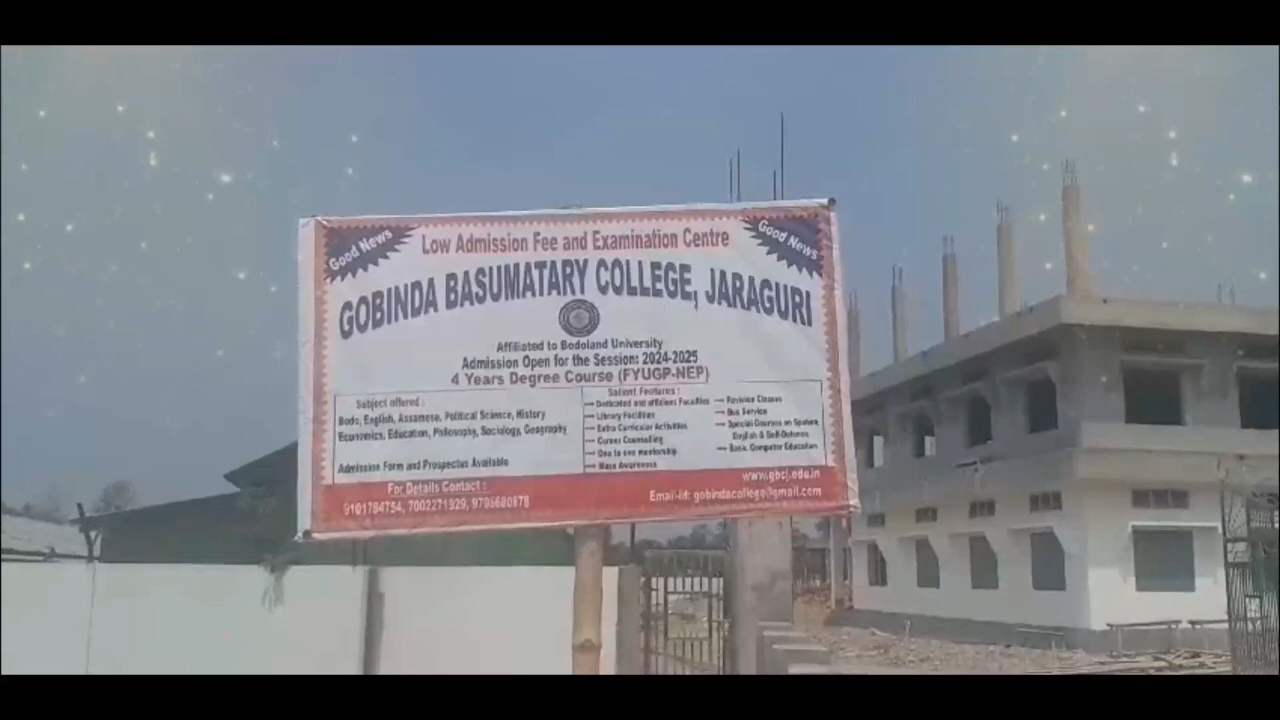 Good News
Low Admission Fee and Examination Centre
Good News
GOBINDA BASUMATARY COLLEGE, JARAGURI
Affiliated to Bodoland University
Admission Open for the Session: 2024-2025
4 Years Degree Course (FYUGP-NEP)
Subject offered :
Bodo, English, Assamese, Political Science, History
Economics, Education, Philosophy, Sociology, Geography
Admission Form and Prospectus Available
Salient Features :
Dedicated and efficient Faculties
Library Facilities
Extra Curricular Activities
Career Counselling
One to one mentorship
Mass Awareness
Revision Classes
Bus Service
Special Courses on Spoken
English & Self-Defence
Basic Computer Education
For Details Contact :
9101784754, 7002271929,
www.gbcj.edu.in
Email-id: gobindacollege@gmail.com